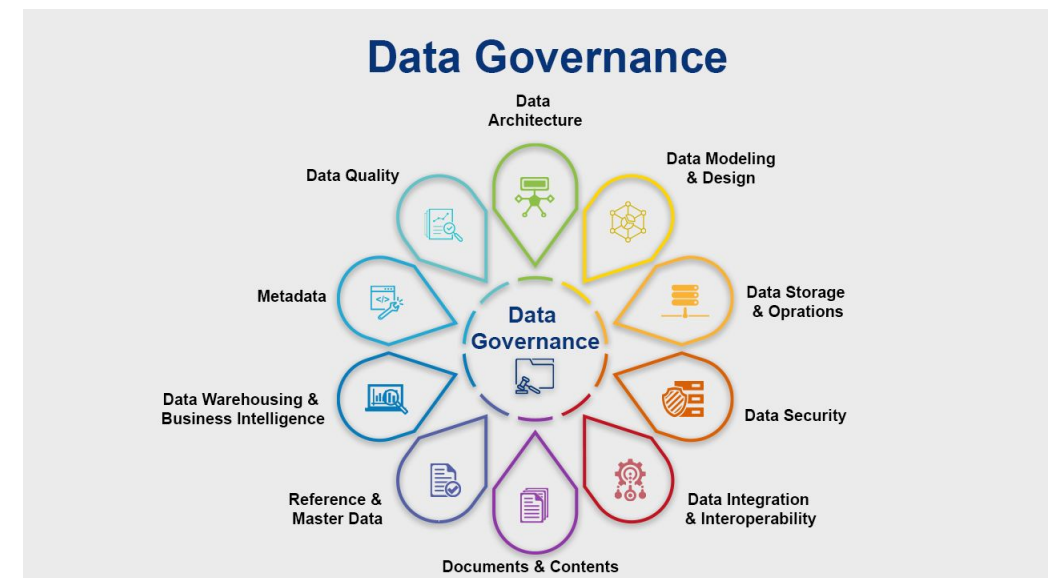 Data Governance
Data
Architecture
Data Modeling
& Design
Data Quality
Metadata
Data Storage
& Oprations
Data
Governance
Data Warehousing &
Business Intelligence
Data Security
Reference &
Master Data
Data Integration
& Interoperability
Documents & Contents